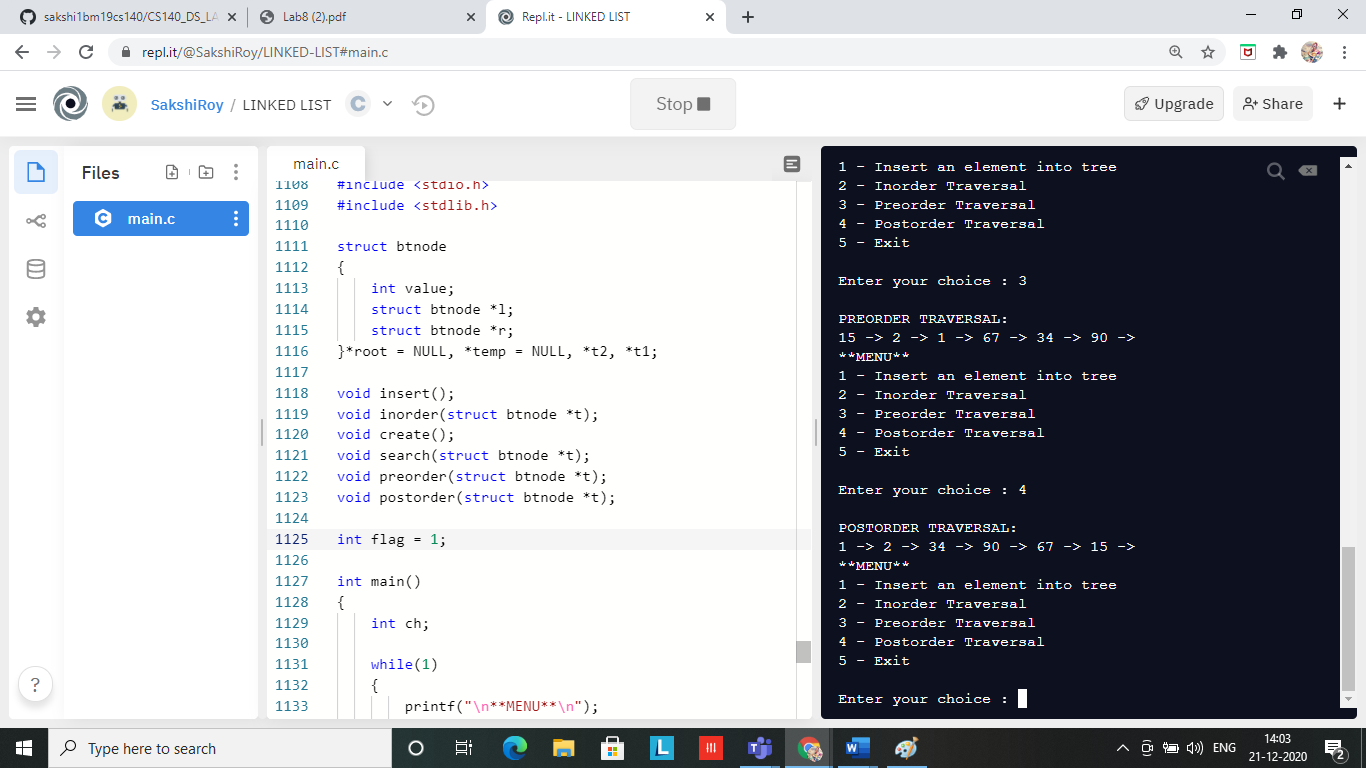 sakshi1bm19cs140/CS140_DS_LA
Lab8 (2).pdf
Repl.it - LINKED LIST
repl.it/@SakshiRoy/LINKED-LIST#main.c
SakshiRoy / LINKED LIST
C
Stop
Upgrade
Share
Files
main.c
main.c
1108 #include <stdio.h>
1109 #include <stdlib.h>
1110
1111 struct btnode
1112 {
1113 int value;
1114 struct btnode *l;
1115 struct btnode *r;
1116 }*root = NULL, *temp = NULL, *t2, *t1;
1117
1118 void insert();
1119 void inorder(struct btnode *t);
1120 void create();
1121 void search(struct btnode *t);
1122 void preorder(struct btnode *t);
1123 void postorder(struct btnode *t);
1124
1125 int flag = 1;
1126
1127 int main()
1128 {
1129 int ch;
1130
1131 while(1)
1132 {
1133 printf("\n**MENU**\n");
1 - Insert an element into tree
2 - Inorder Traversal
3 - Preorder Traversal
4 - Postorder Traversal
5 - Exit
Enter your choice : 3
PREORDER TRAVERSAL:
15 -> 2 -> 1 -> 67 -> 34 -> 90 ->
**MENU**
1 - Insert an element into tree
2 - Inorder Traversal
3 - Preorder Traversal
4 - Postorder Traversal
5 - Exit
Enter your choice : 4
POSTORDER TRAVERSAL:
1 -> 2 -> 34 -> 90 -> 67 -> 15 ->
**MENU**
1 - Insert an element into tree
2 - Inorder Traversal
3 - Preorder Traversal
4 - Postorder Traversal
5 - Exit
Enter your choice :
?
Type here to search
L
ENG
14:03
21-12-2020
2